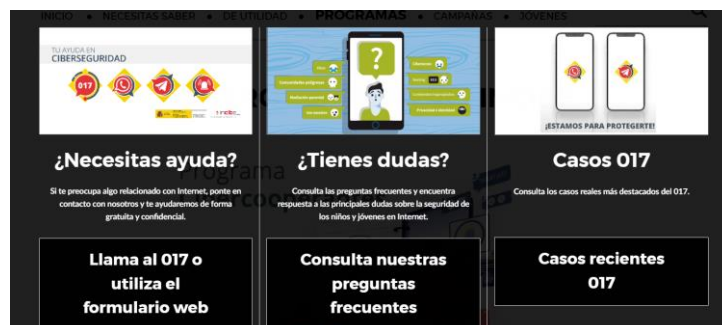 INICIO • NECESITAS SABER • DE UTILIDAD • PROGRAMAS • CAMPAÑAS • JÓVENES
TU AYUDA EN
CIBERSEGURIDAD
017
incibe
¡ESTAMOS PARA PROTEGERTE!
¿Necesitas ayuda?
Si te preocupa algo relacionado con Internet, ponte en
contacto con nosotros y te ayudaremos de forma
gratuita y confidencial.
Llama al 017 o
utiliza el
formulario web
¿Tienes dudas?
Consulta las preguntas frecuentes y encuentra
respuesta a las principales dudas sobre la seguridad de
los niños y jóvenes en Internet.
Consulta nuestras
preguntas
frecuentes
Casos 017
Consulta los casos reales más destacados del 017.
Casos recientes
017
Programa
Cibercooperantes